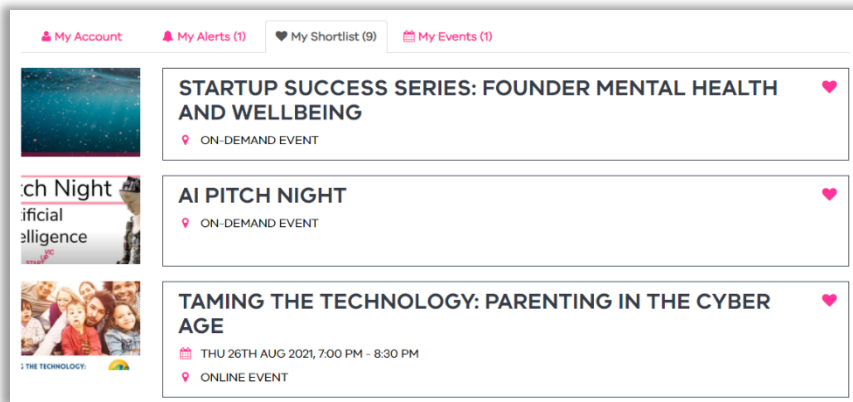 My Account
My Alerts (1)
My Shortlist (9)
My Events (1)
STARTUP SUCCESS SERIES: FOUNDER MENTAL HEALTH
AND WELLBEING
ON-DEMAND EVENT
ch Night
ificial
elligence
AI PITCH NIGHT
ON-DEMAND EVENT
TAMING THE TECHNOLOGY: PARENTING IN THE CYBER
AGE
THU 26TH AUG 2021, 7:00 PM - 8:30 PM
ONLINE EVENT
THE TECHNOLOGY: